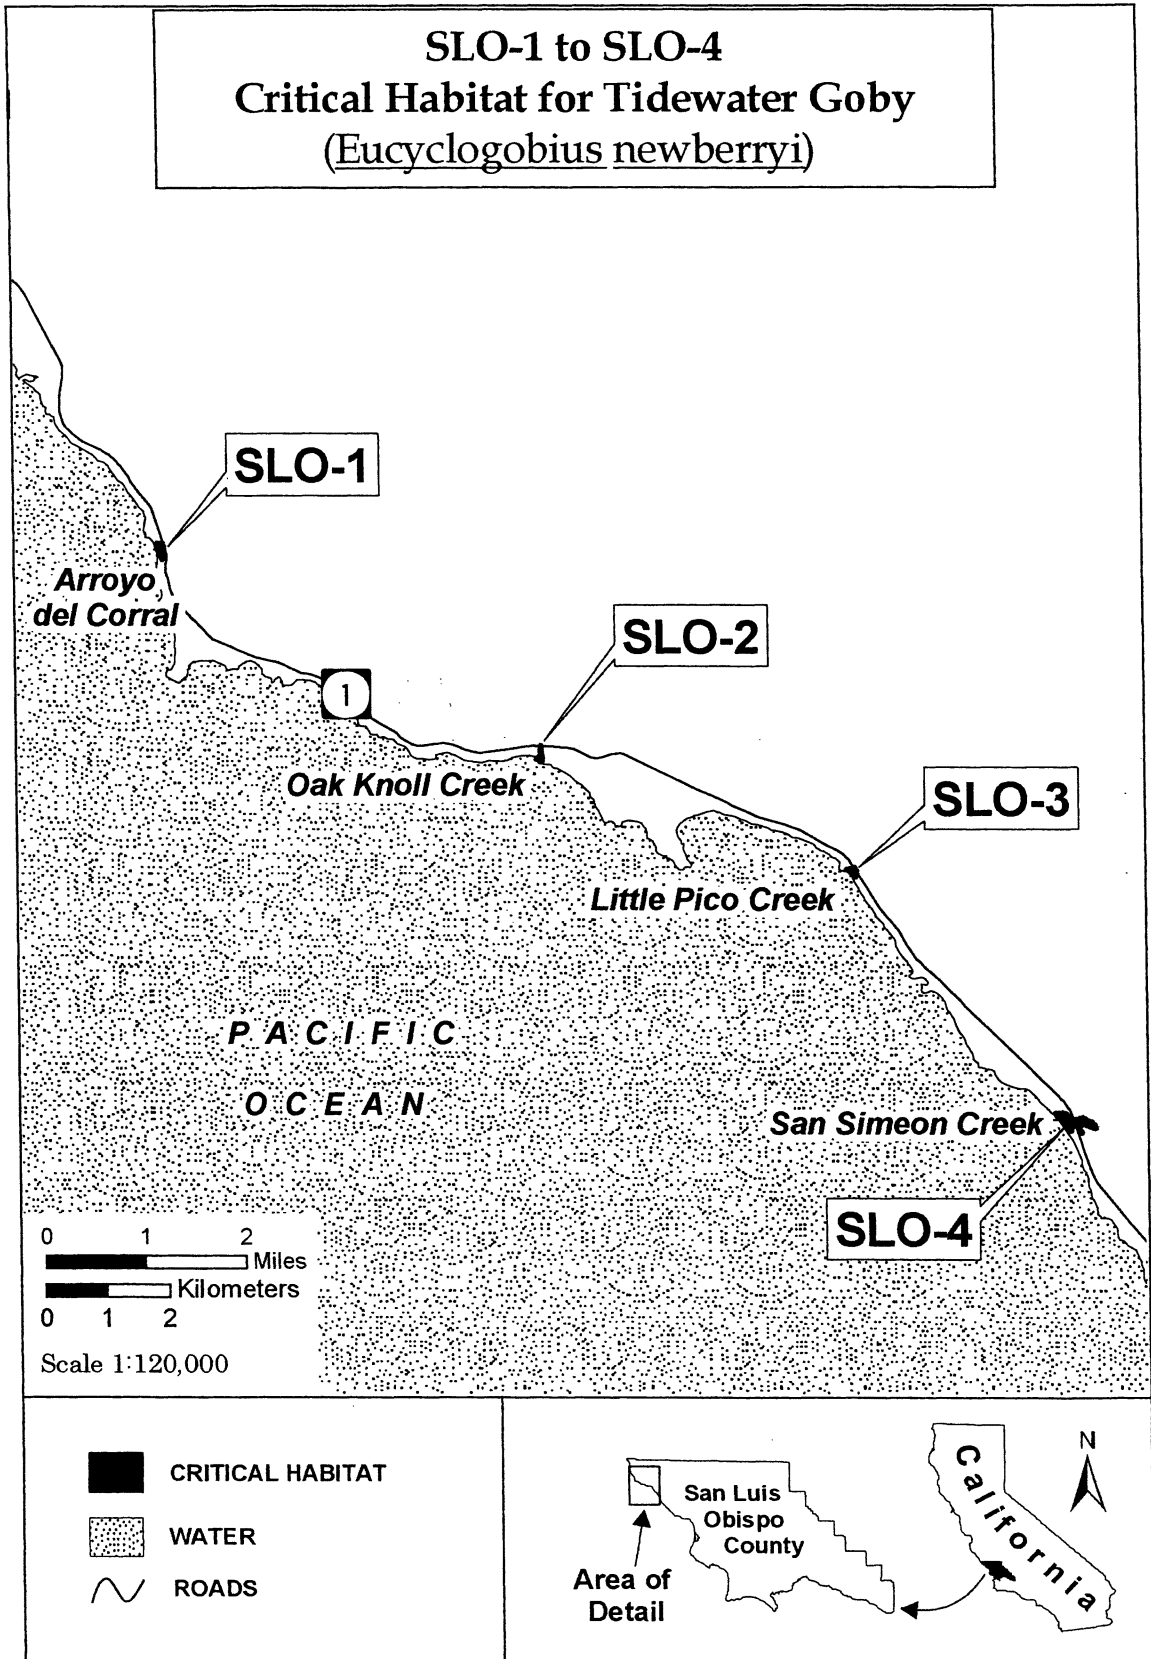 SLO-1 to SLO-4
Critical Habitat for Tidewater Goby
(Eucyclogobius newberryi)
SLO-1
Arroyo
del Corral
SLO-2
1
Oak Knoll Creek
SLO-3
Little Pico Creek
PACIFIC
OCEAN
San Simeon Creek
SLO-4
0 1 2
Miles
Kilometers
0 1 2
Scale 1:120,000
CRITICAL HABITAT
WATER
ROADS
San Luis
Obispo
County
Area of
Detail
California
N